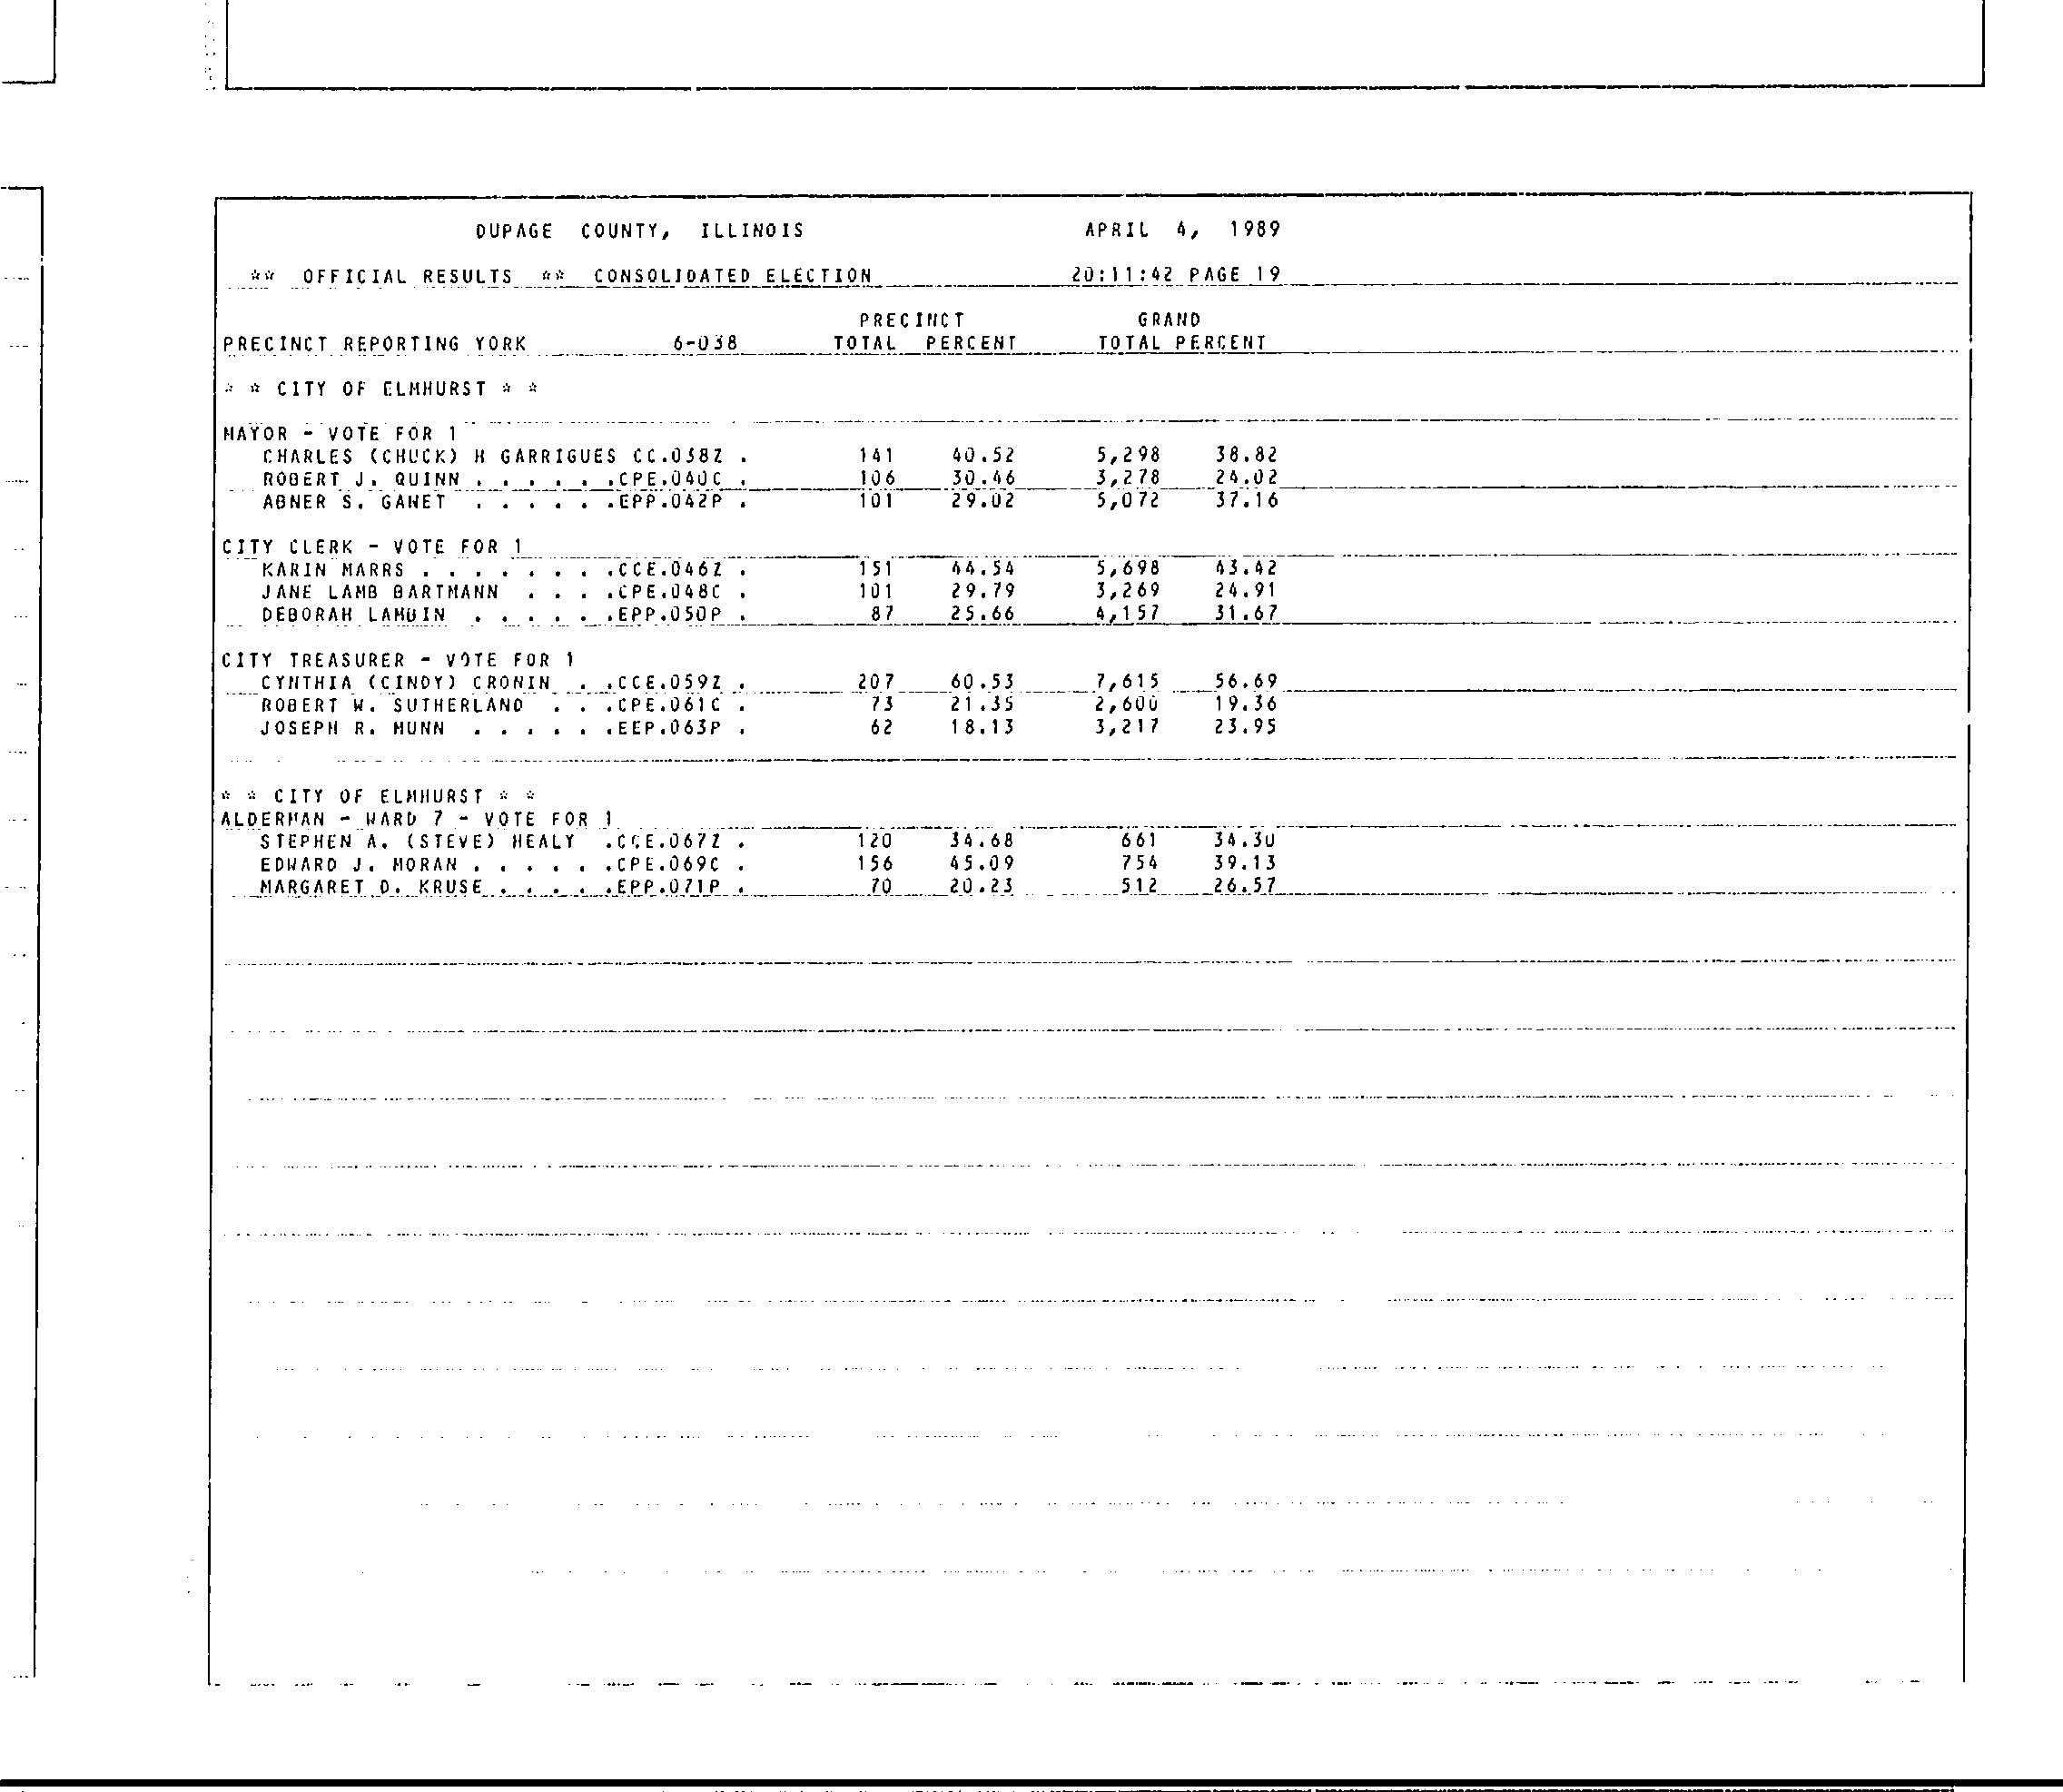 DUPAGE COUNTY, ILLINOIS APRIL 4, 1989
** OFFICIAL RESULTS ** CONSOLIDATED ELECTION 20:11:42 PAGE 19
PRECINCT GRAND
PRECINCT REPORTING YORK 6-038 TOTAL PERCENT TOTAL PERCENT
* * CITY OF ELMHURST * *
MAYOR - VOTE FOR 1
CHARLES (CHUCK) H GARRIGUES CC.038Z . 141 40.52 5,298 38.82
ROBERT J. QUINN . . . . . .CPE.040C . 106 30.46 3,278 24.02
ABNER S. GANET . . . . . .EPP.042P . 101 29.02 5,072 37.16
CITY CLERK - VOTE FOR 1
KARIN MARRS . . . . . . . .CCE.046Z . 151 44.54 5,698 43.42
JANE LAMB BARTMANN . . . .CPE.048C . 101 29.79 3,269 24.91
DEBORAH LAMBIN . . . . . .EPP.050P . 87 25.66 4,157 31.67
CITY TREASURER - VOTE FOR 1
CYNTHIA (CINDY) CRONIN . .CCE.059Z . 207 60.53 7,615 56.69
ROBERT W. SUTHERLAND . . .CPE.061C . 73 21.35 2,600 19.36
JOSEPH R. MUNN . . . . . .EEP.063P . 62 18.13 3,217 23.95
* * CITY OF ELMHURST * *
ALDERMAN - WARD 7 - VOTE FOR 1
STEPHEN A. (STEVE) HEALY .CCE.067Z . 120 34.68 661 34.30
EDWARD J. MORAN . . . . . .CPE.069C . 156 45.09 754 39.13
MARGARET D. KRUSE . . . . .EPP.071P . 70 20.23 512 26.57